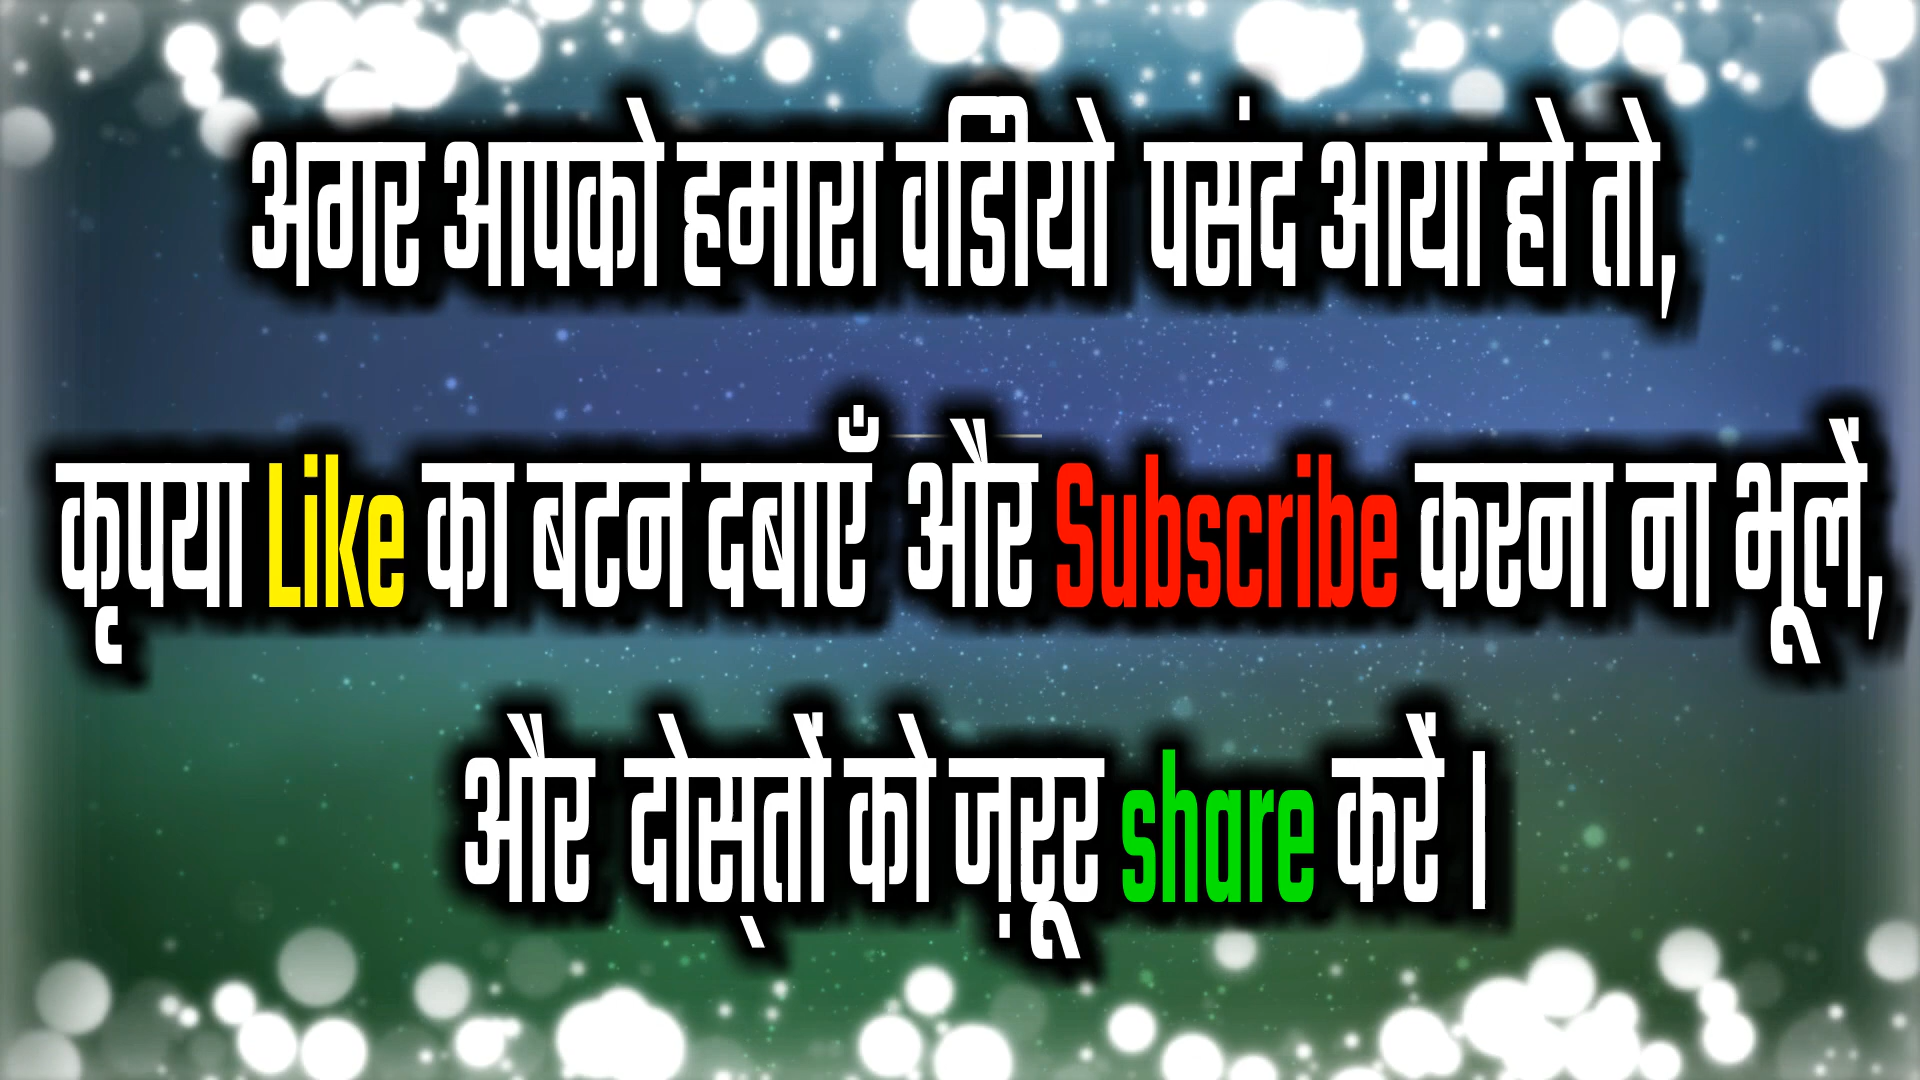 अगर आपको हमारा वडिीयो पसंद आया हो तो,
कृपया Like का बटन दबाएँ और Subscribe करना ना भूलें,
और दोस्तों को ज़रूर share करें।